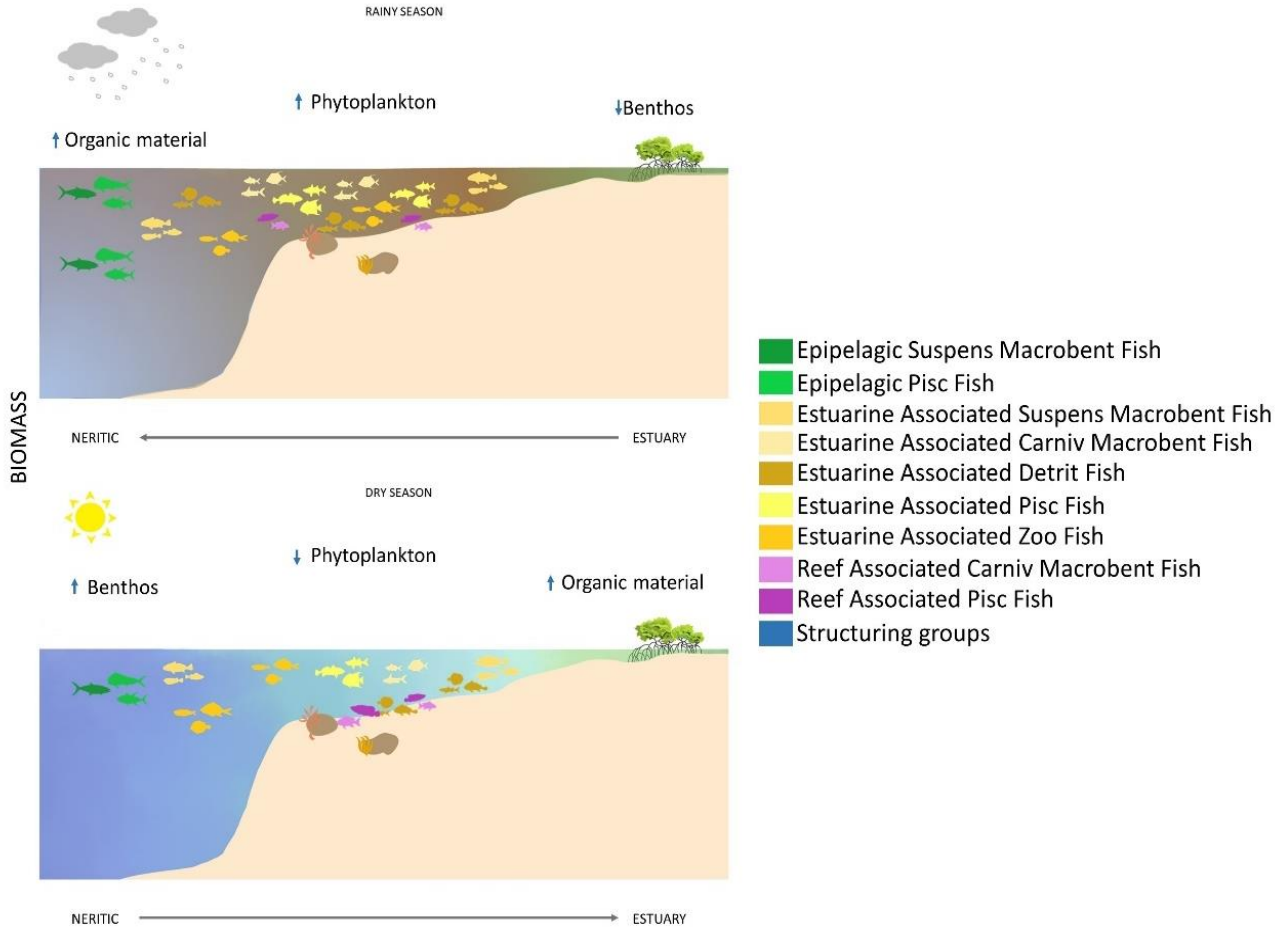 RAINY SEASON
Phytoplankton
Benthos
Organic material
NERITIC
ESTUARY
BIOMASS
DRY SEASON
Phytoplankton
Benthos
Organic material
NERITIC
ESTUARY
Epipelagic Suspens Macrobent Fish
Epipelagic Pisc Fish
Estuarine Associated Suspens Macrobent Fish
Estuarine Associated Carniv Macrobent Fish
Estuarine Associated Detrit Fish
Estuarine Associated Pisc Fish
Estuarine Associated Zoo Fish
Reef Associated Carniv Macrobent Fish
Reef Associated Pisc Fish
Structuring groups